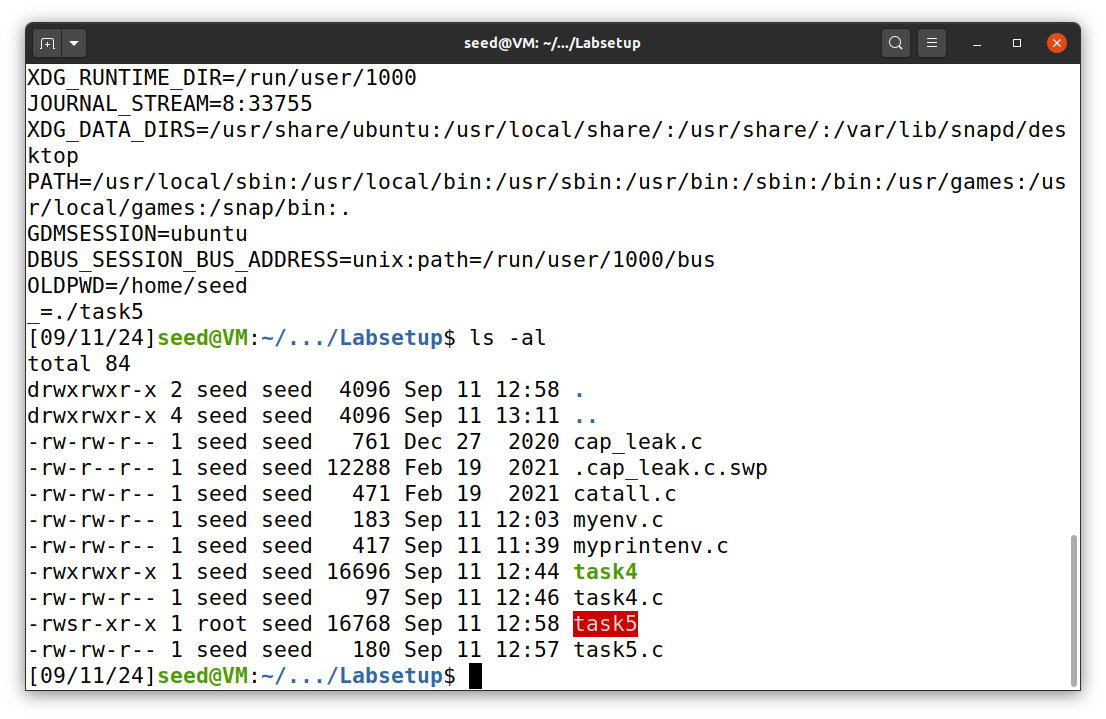 seed@VM: ~/.../Labsetup
XDG_RUNTIME_DIR=/run/user/1000
JOURNAL_STREAM=8:33755
XDG_DATA_DIRS=/usr/share/ubuntu:/usr/local/share/:/usr/share/:/var/lib/snapd/des
ktop
PATH=/usr/local/sbin:/usr/local/bin:/usr/sbin:/usr/bin:/sbin:/bin:/usr/games:/us
r/local/games:/snap/bin:.
GDMSESSION=ubuntu
DBUS_SESSION_BUS_ADDRESS=unix:path=/run/user/1000/bus
OLDPWD=/home/seed
_=./task5
[09/11/24]seed@VM:~/.../Labsetup$ ls -al
total 84
drwxrwxr-x 2 seed seed  4096 Sep 11 12:58 .
drwxrwxr-x 4 seed seed  4096 Sep 11 13:11 ..
-rw-rw-r-- 1 seed seed   761 Dec 27  2020 cap_leak.c
-rw-r--r-- 1 seed seed 12288 Feb 19  2021 .cap_leak.c.swp
-rw-rw-r-- 1 seed seed   471 Feb 19  2021 catall.c
-rw-rw-r-- 1 seed seed   183 Sep 11 12:03 myenv.c
-rw-rw-r-- 1 seed seed   417 Sep 11 11:39 myprintenv.c
-rwxrwxr-x 1 seed seed 16696 Sep 11 12:44 task4
-rw-rw-r-- 1 seed seed    97 Sep 11 12:46 task4.c
-rwsr-xr-x 1 root seed 16768 Sep 11 12:58 task5
-rw-rw-r-- 1 seed seed   180 Sep 11 12:57 task5.c
[09/11/24]seed@VM:~/.../Labsetup$